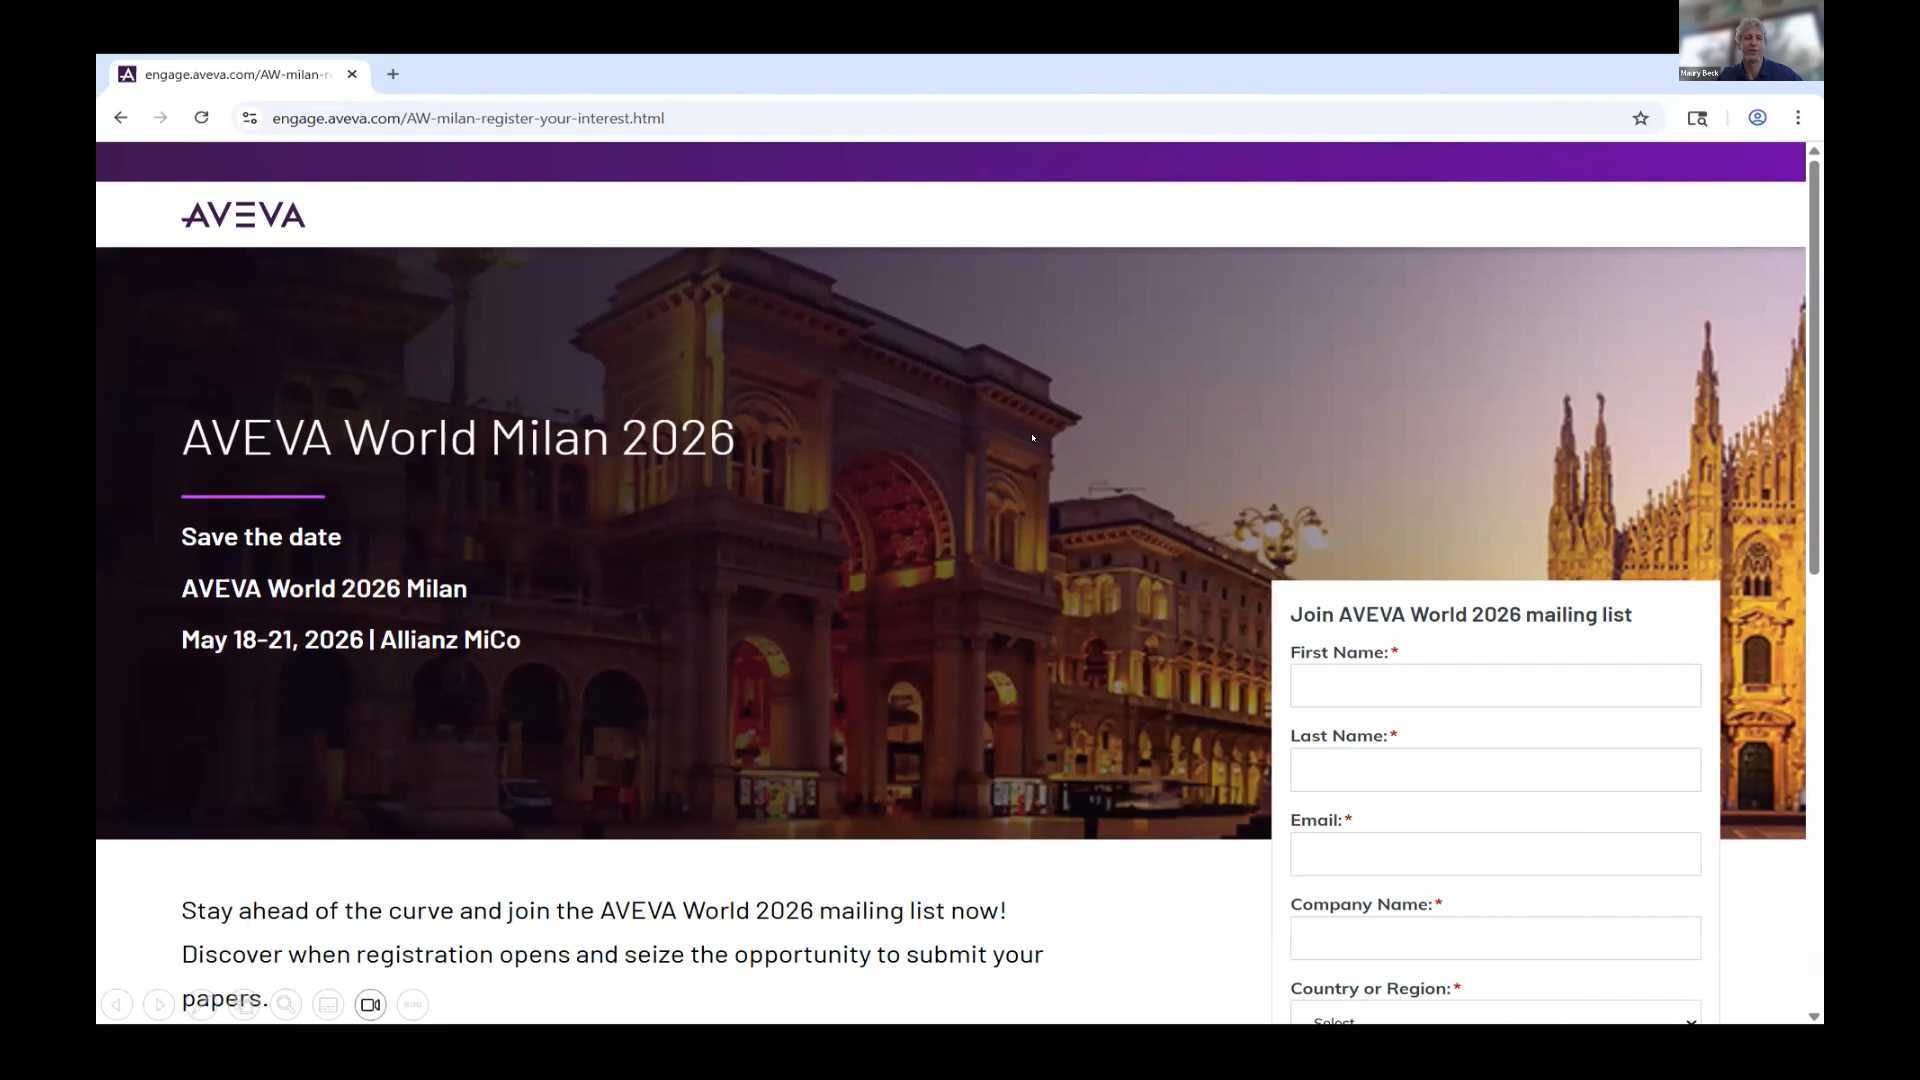 Maury Beck
engage.aveva.com/AW-milan-r
engage.aveva.com/AW-milan-register-your-interest.html
AVEVA
AVEVA World Milan 2026
Save the date
AVEVA World 2026 Milan
May 18-21, 2026 | Allianz MiCo
Join AVEVA World 2026 mailing list
First Name:*
Last Name:*
Email:*
Company Name:*
Country or Region:*
Select
Stay ahead of the curve and join the AVEVA World 2026 mailing list now!
Discover when registration opens and seize the opportunity to submit your
papers.